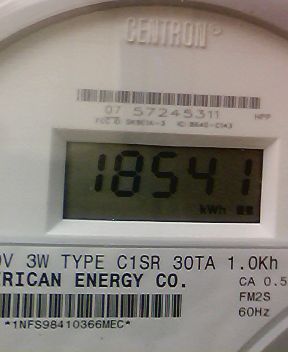 CENTRON®
07 57245311
HPP
18541
kWh
V 3W TYPE C1SR 30TA 1.0Kh
RICAN ENERGY CO.
CA 0.5
FM2S
60Hz
*1NFS98410366MEC*